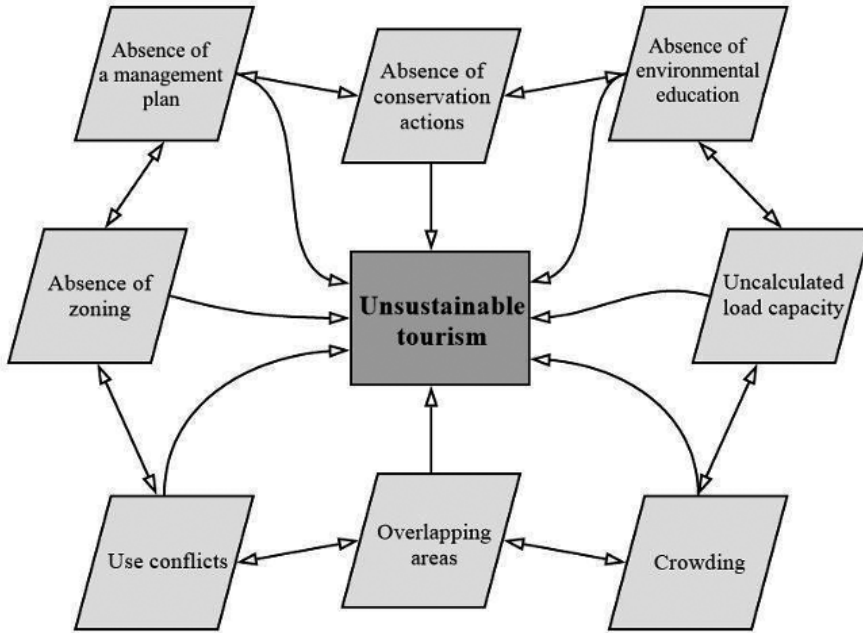 Absence of
a management
plan
Absence of
conservation
actions
Absence of
environmental
education
Absence of
zoning
Unsustainable
tourism
Uncalculated
load capacity
Use conflicts
Overlapping
areas
Crowding